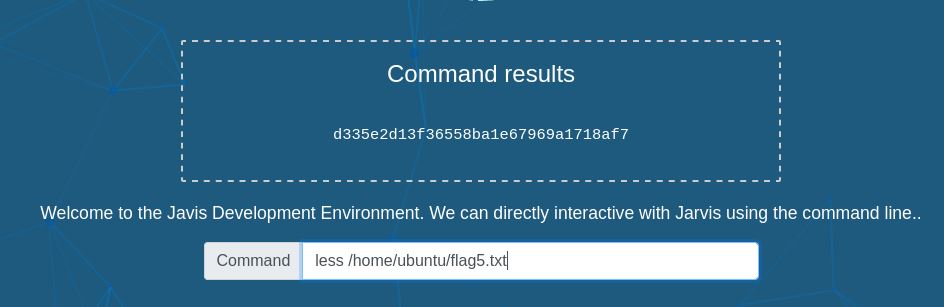 Command results
d335e2d13f36558ba1e67969a1718af7
Welcome to the Javis Development Environment. We can directly interactive with Jarvis using the command line..
Command less /home/ubuntu/flag5.txt